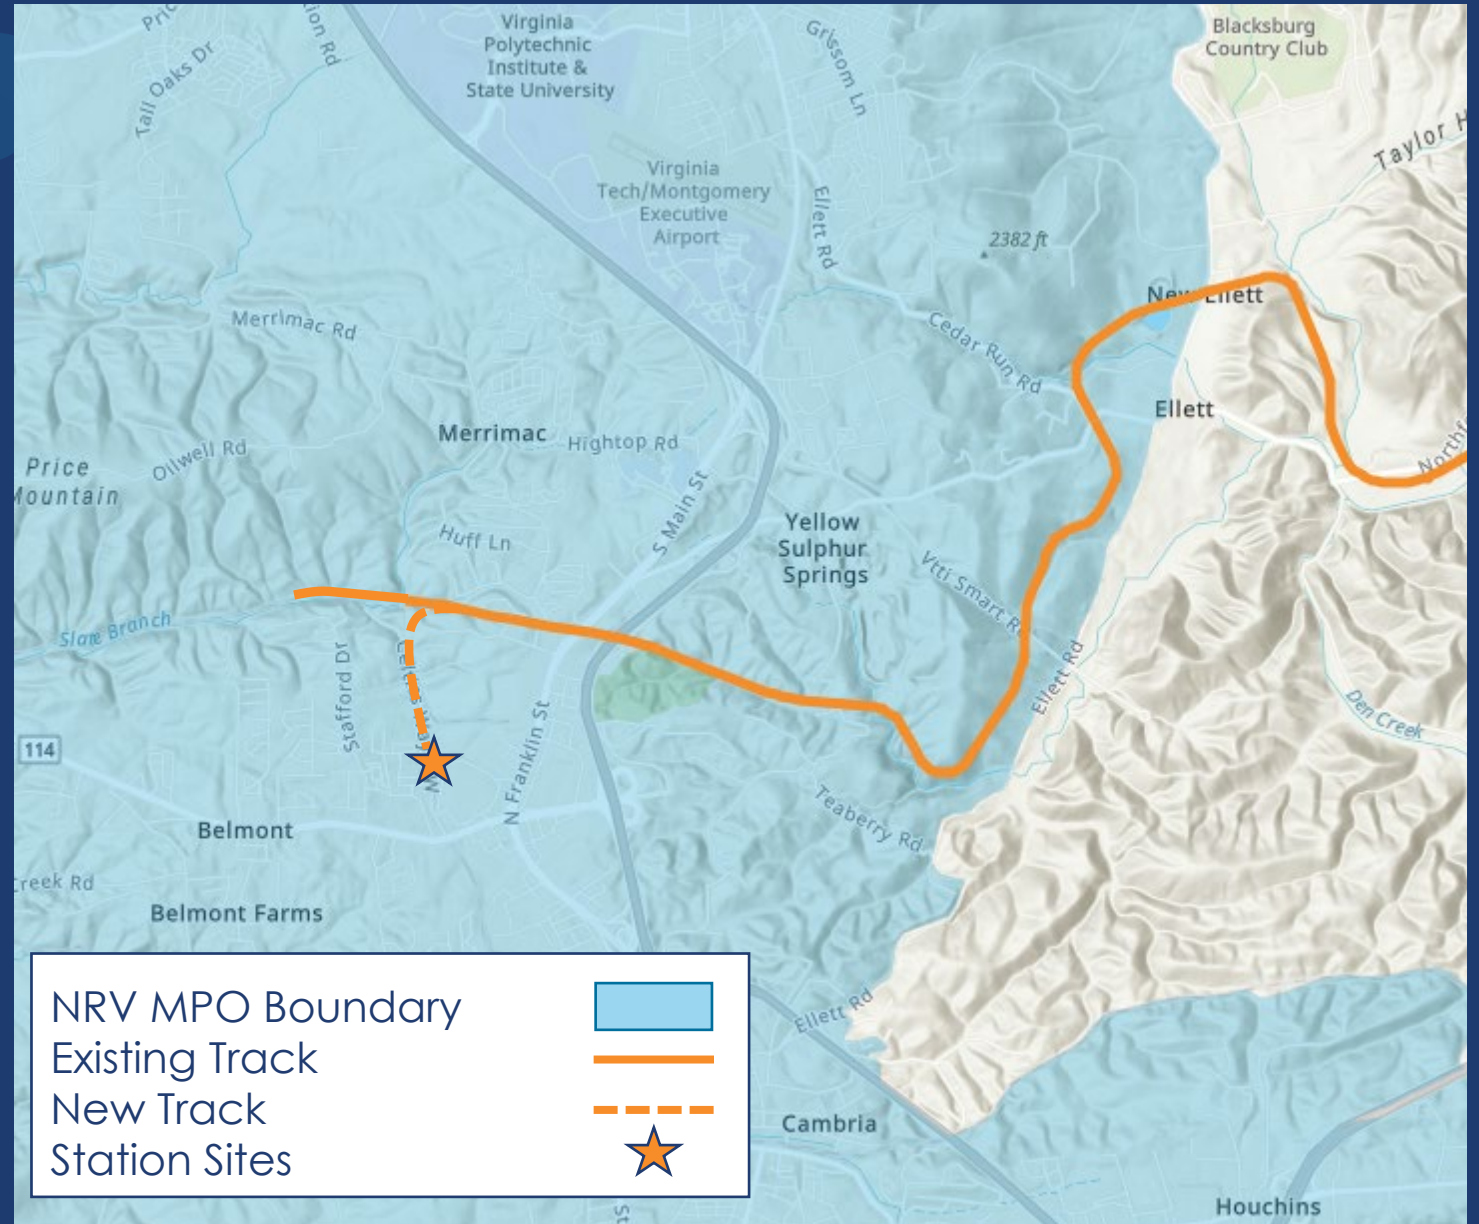 Virginia
Polytechnic
Institute &
State University
Grissom Ln
Blacksburg
Country Club
Tall Oaks Dr
Taylor
Virginia
Tech/Montgomery
Executive
Airport
Ellett Rd
2382 ft
New Ellett
Merrimac Rd
Cedar Run Rd
Ellett
Merrimac
Hightop Rd
Oilwell Rd
Price
Mountain
S Main St
Yellow
Sulphur
Springs
Huff Ln
Vtti Smart Rd
Slate Branch
Stafford Dr
Ellett Rd
Den Creek
114
N Franklin St
Teaberry Rd
Belmont
Creek Rd
Belmont Farms
NRV MPO Boundary
Existing Track
New Track
Station Sites
Ellett Rd
Cambria
Houchins
St